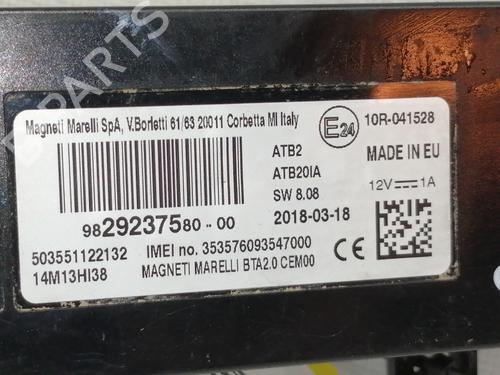 B-PARTS
Magneti Marelli SpA, V.Borletti 61/63 20011 Corbetta MI Italy
E24
10R-041528
ATB2
MADE IN EU
ATB20IA
SW 8.08
12V 1A
9829237580-00
2018-03-18
503551122132
IMEI no. 353576093547000
CE
14M13HI38
MAGNETI MARELLI BTA2.0 CEM00